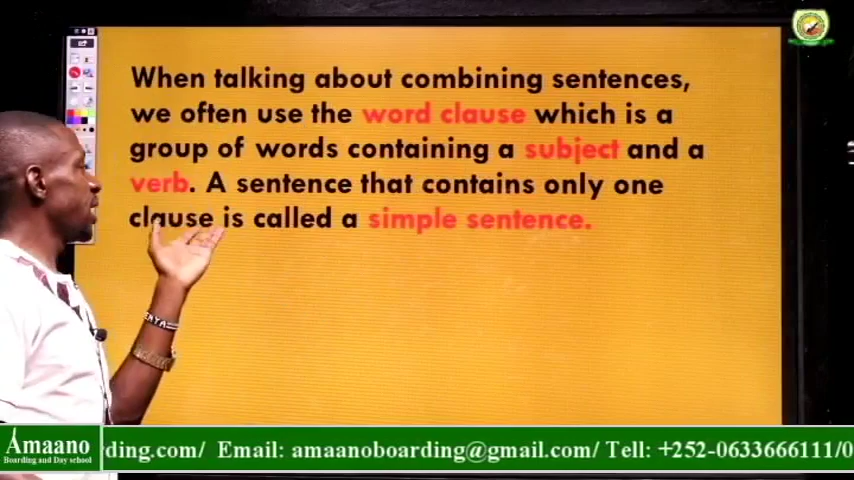 When talking about combining sentences,
we often use the word clause which is a
group of words containing a subject and a
verb. A sentence that contains only one
clause is called a simple sentence.
ENYA
Amaano
Boarding and Day school
rding.com/ Email: amaanoboarding@gmail.com/ Tell: +252-0633666111/0